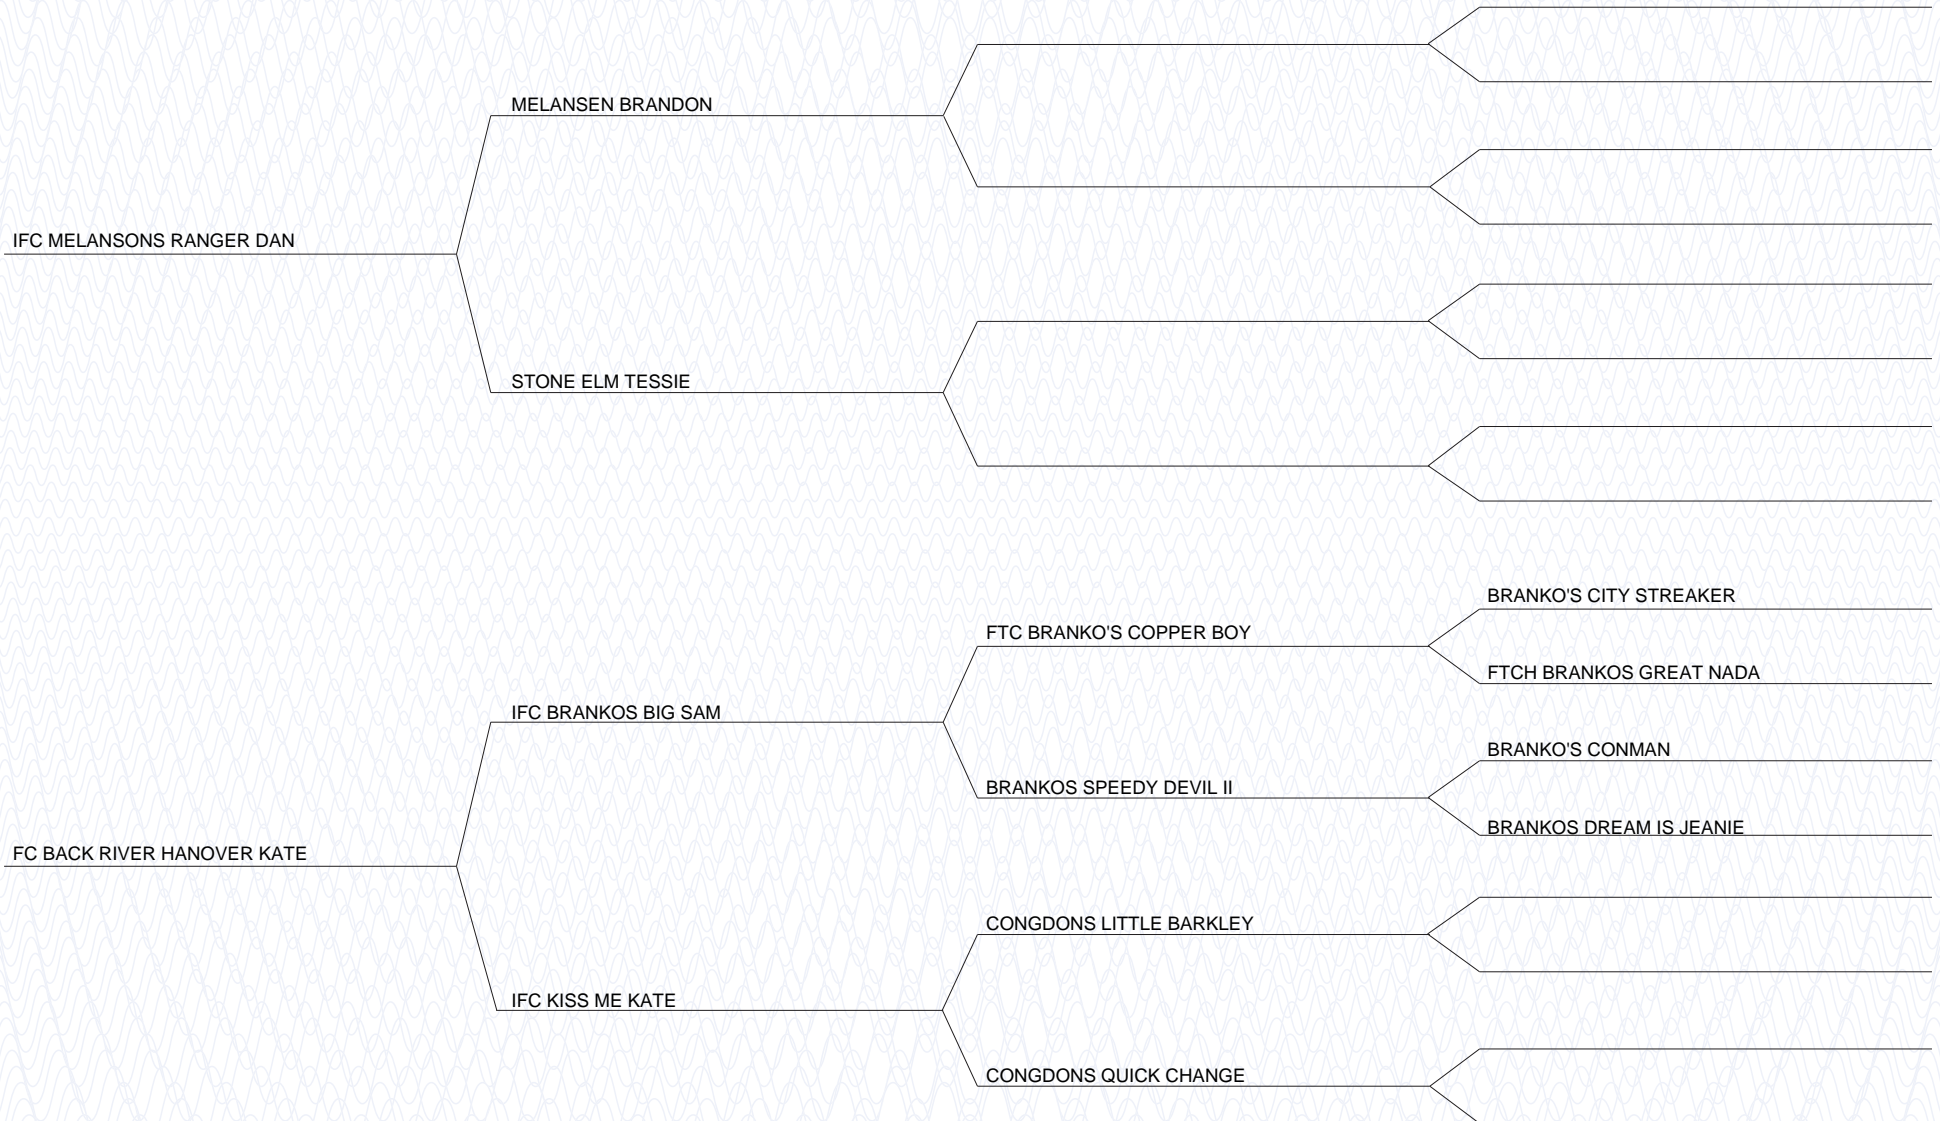 MELANSEN BRANDON
IFC MELANSONS RANGER DAN
STONE ELM TESSIE
BRANKO'S CITY STREAKER
FTC BRANKO'S COPPER BOY
FTCH BRANKOS GREAT NADA
IFC BRANKOS BIG SAM
BRANKO'S CONMAN
BRANKOS SPEEDY DEVIL II
BRANKOS DREAM IS JEANIE
FC BACK RIVER HANOVER KATE
CONGDONS LITTLE BARKLEY
IFC KISS ME KATE
CONGDONS QUICK CHANGE